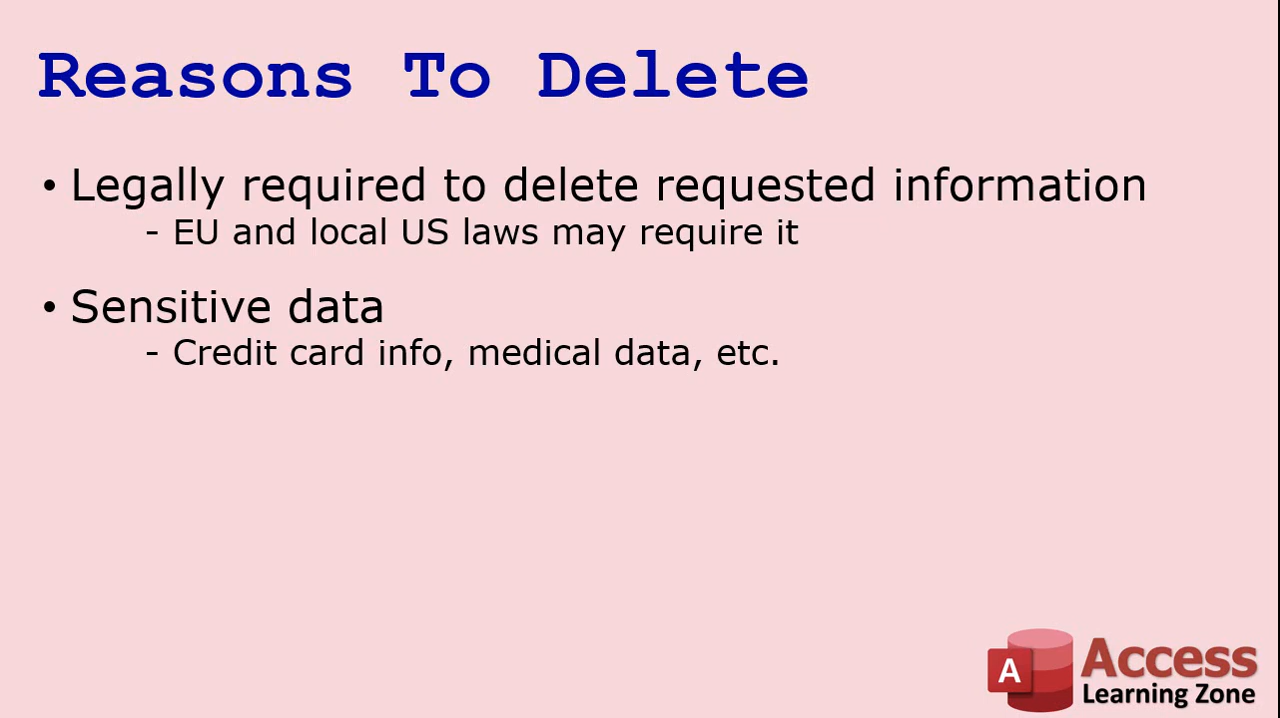 Reasons To Delete
• Legally required to delete requested information
- EU and local US laws may require it
• Sensitive data
- Credit card info, medical data, etc.
A
Access
Learning Zone